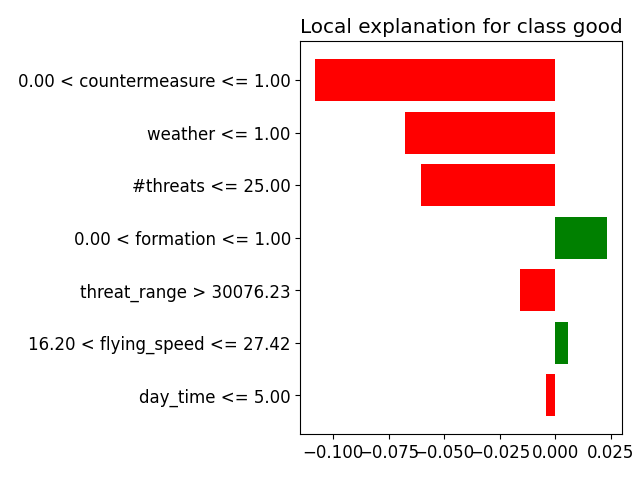 Local explanation for class good
0.00 < countermeasure <= 1.00
weather <= 1.00
#threats <= 25.00
0.00 < formation <= 1.00
threat_range > 30076.23
16.20 < flying_speed <= 27.42
day_time <= 5.00
−0.100 −0.075 −0.050 −0.025 0.000 0.025